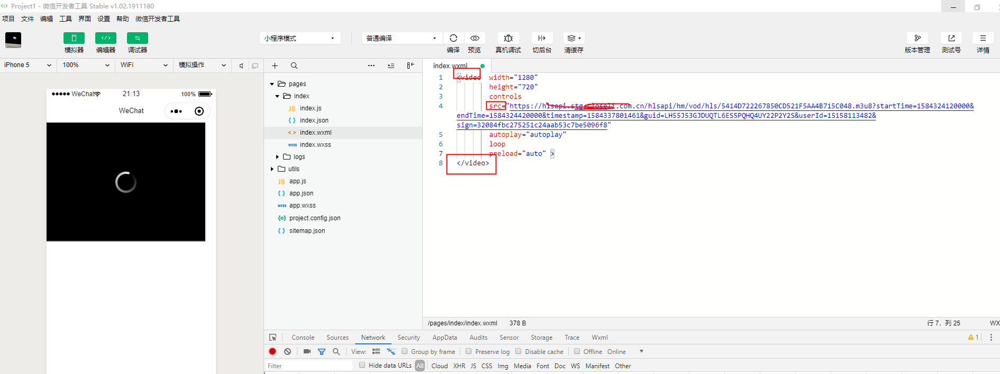 Project1 - 微信开发者工具 Stable v1.02.1911180
项目 文件 编辑 工具 界面 设置 帮助 微信开发者工具
模拟器 编辑器 调试器
小程序模式 普通编译
编译 预览 真机调试 切后台 清缓存
版本管理 测试号 详情
iPhone 5 100% WiFi 模拟操作
WeChat 21:13 100%
WeChat
pages
index
JS index.js
{ } index.json
< > index.wxml
wxss index.wxss
logs
utils
JS app.js
{ } app.json
wxss app.wxss
{o} project.config.json
{ } sitemap.json
index.wxml
1 <video width="1280"
2 height="720"
3 controls
4 src="https://hlsapi.stg.closeli.com.cn/hlsapi/hm/vod/hls/5414D722267850CD521F5AA4B715C048.m3u8?startTime=1584324120000&
endTime=1584324420000&timestamp=1584337801461&guid=LH55J53GJDUQTL6ES5PQHQ4UY22P2Y2S&userId=15158113482&
sign=32084fbc275251c24aab53c7be5096f8"
5 autoplay="autoplay"
6 loop
7 preload="auto" >
8 </video>
/pages/index/index.wxml 378 B 行 7，列 25 WX
Console Sources Network Security AppData Audits Sensor Storage Trace Wxml 1
View: Group by frame Preserve log Disable cache Offline Online
Filter Hide data URLs All Cloud XHR JS CSS Img Media Font Doc WS Manifest Other